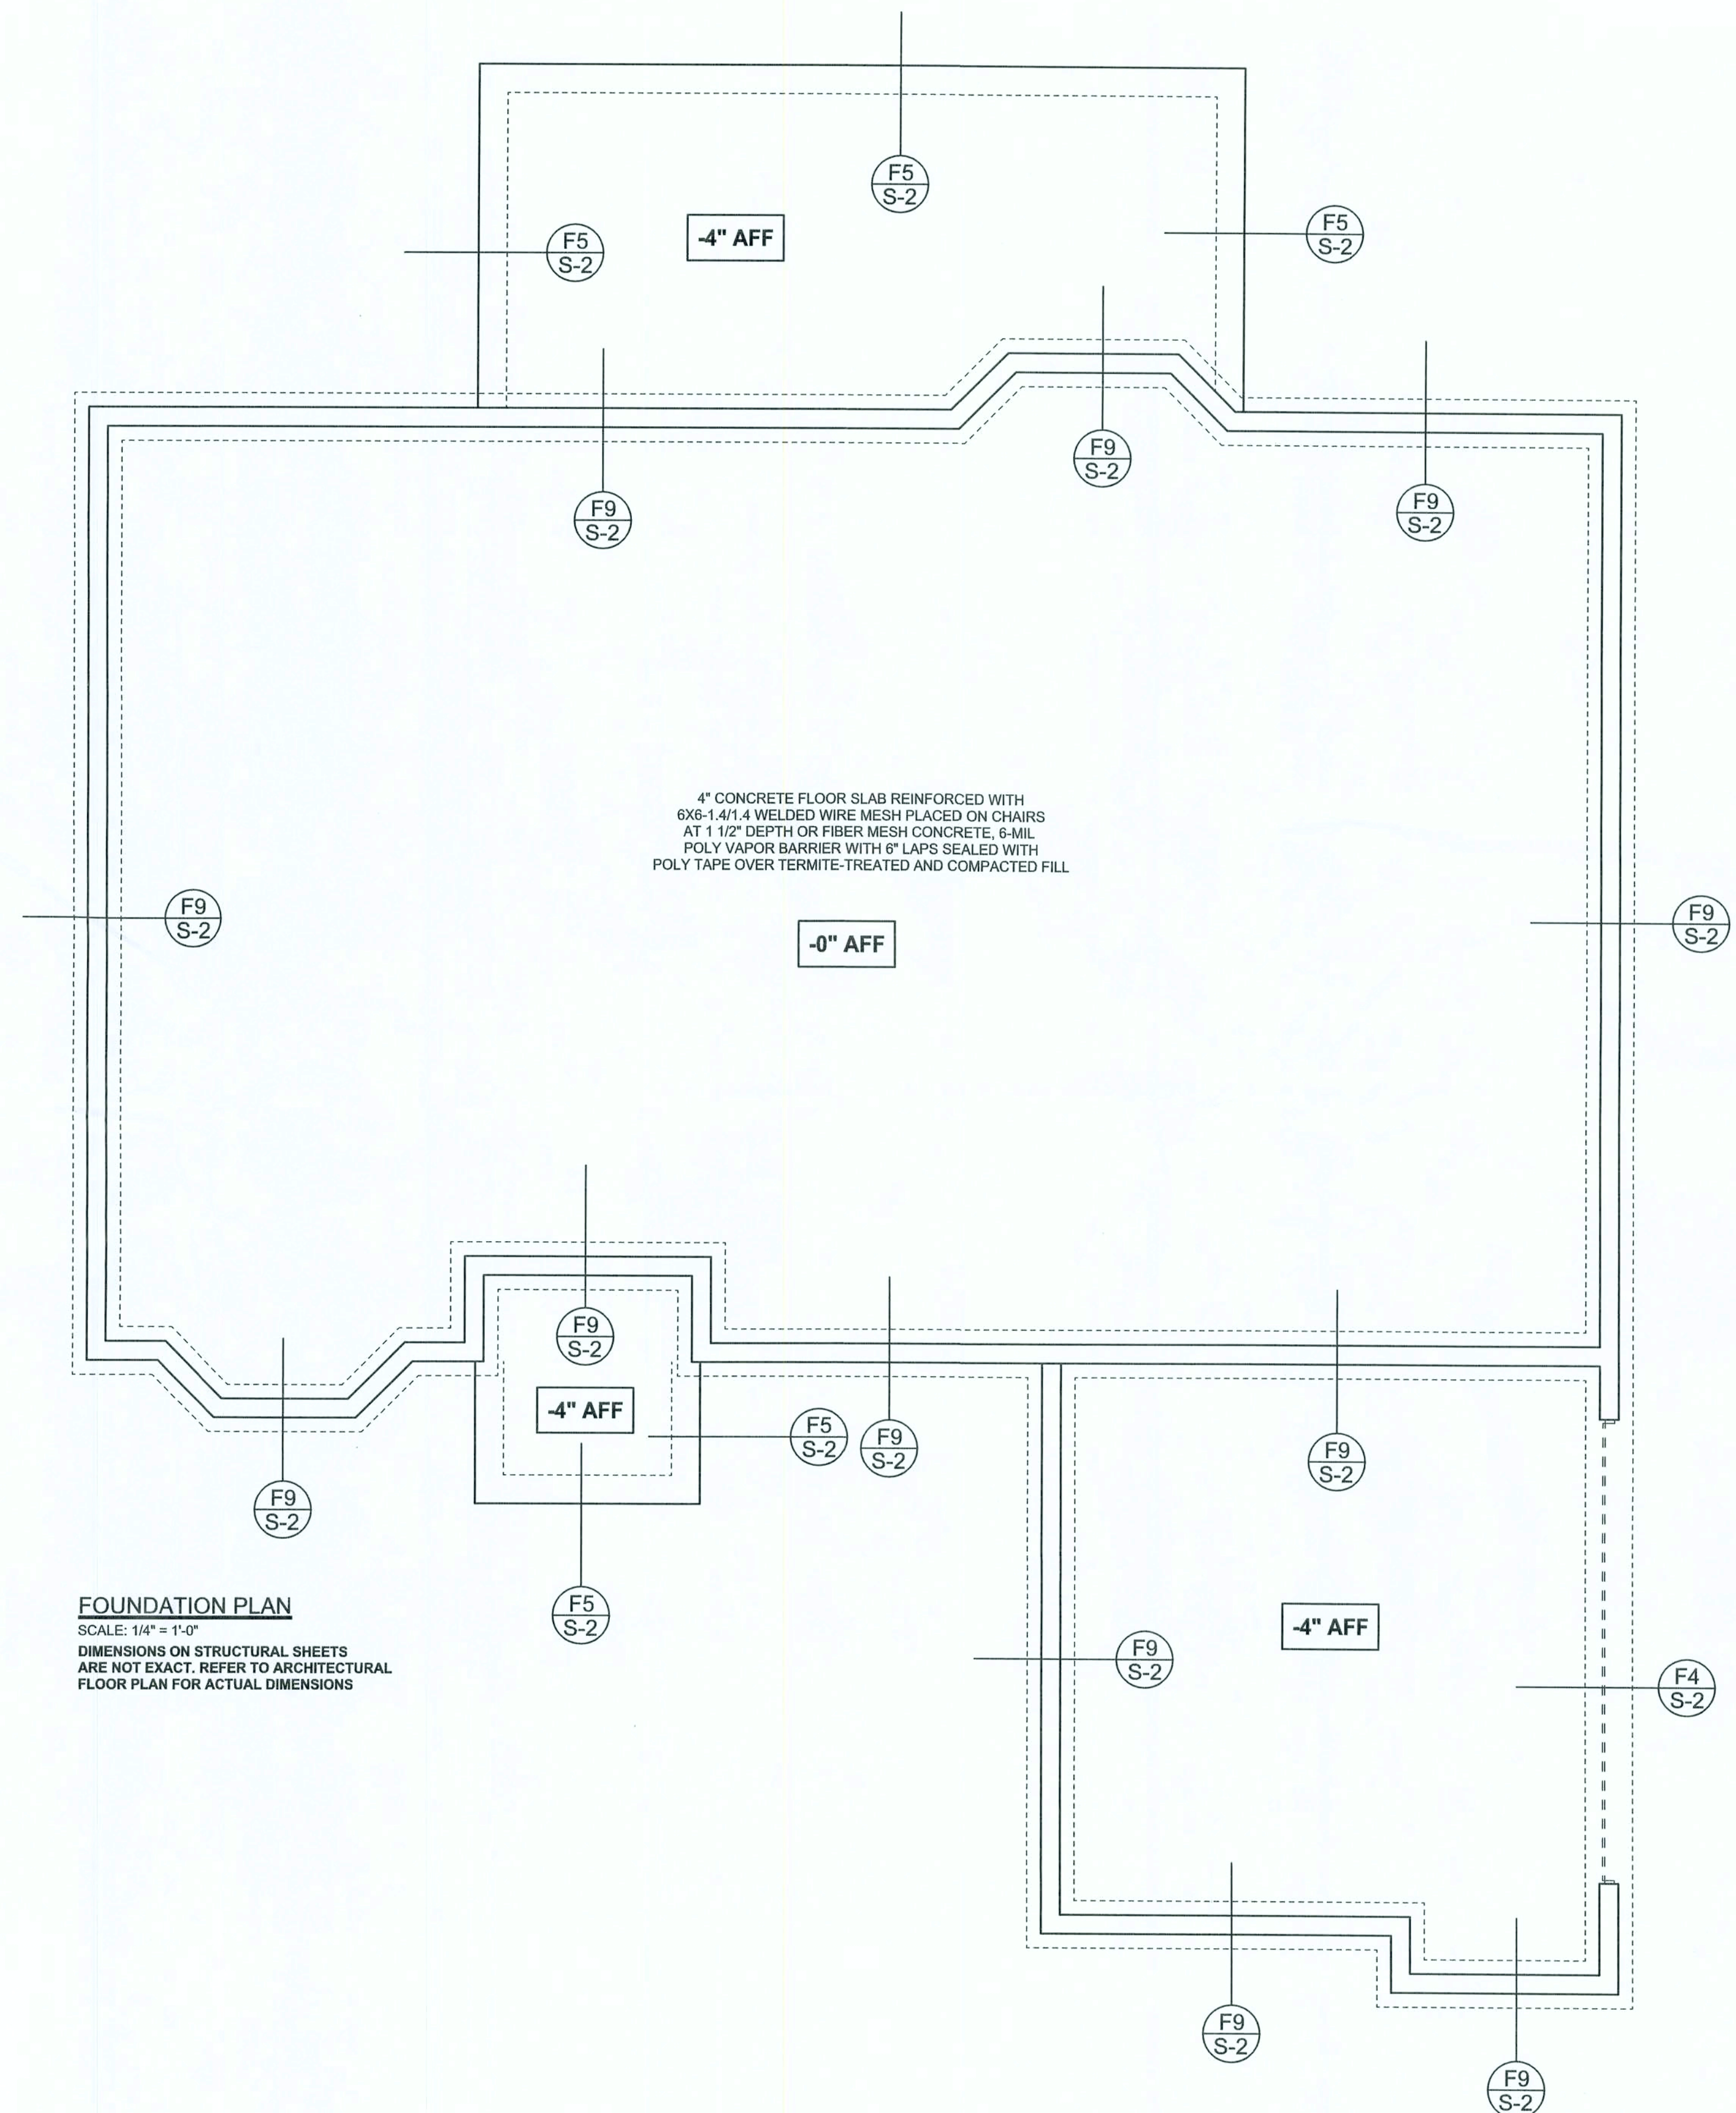 F5
S-2
F5
S-2
-4" AFF
F5
S-2
F9
S-2
F9
S-2
F9
S-2
4" CONCRETE FLOOR SLAB REINFORCED WITH
6X6-1.4/1.4 WELDED WIRE MESH PLACED ON CHAIRS
AT 1 1/2" DEPTH OR FIBER MESH CONCRETE, 6-MIL
POLY VAPOR BARRIER WITH 6" LAPS SEALED WITH
POLY TAPE OVER TERMITE-TREATED AND COMPACTED FILL
F9
S-2
-0" AFF
F9
S-2
F9
S-2
-4" AFF
F5
S-2
F9
S-2
F9
S-2
F9
S-2
F5
S-2
FOUNDATION PLAN
SCALE: 1/4" = 1'-0"
DIMENSIONS ON STRUCTURAL SHEETS
ARE NOT EXACT. REFER TO ARCHITECTURAL
FLOOR PLAN FOR ACTUAL DIMENSIONS
-4" AFF
F9
S-2
F4
S-2
F9
S-2
F9
S-2